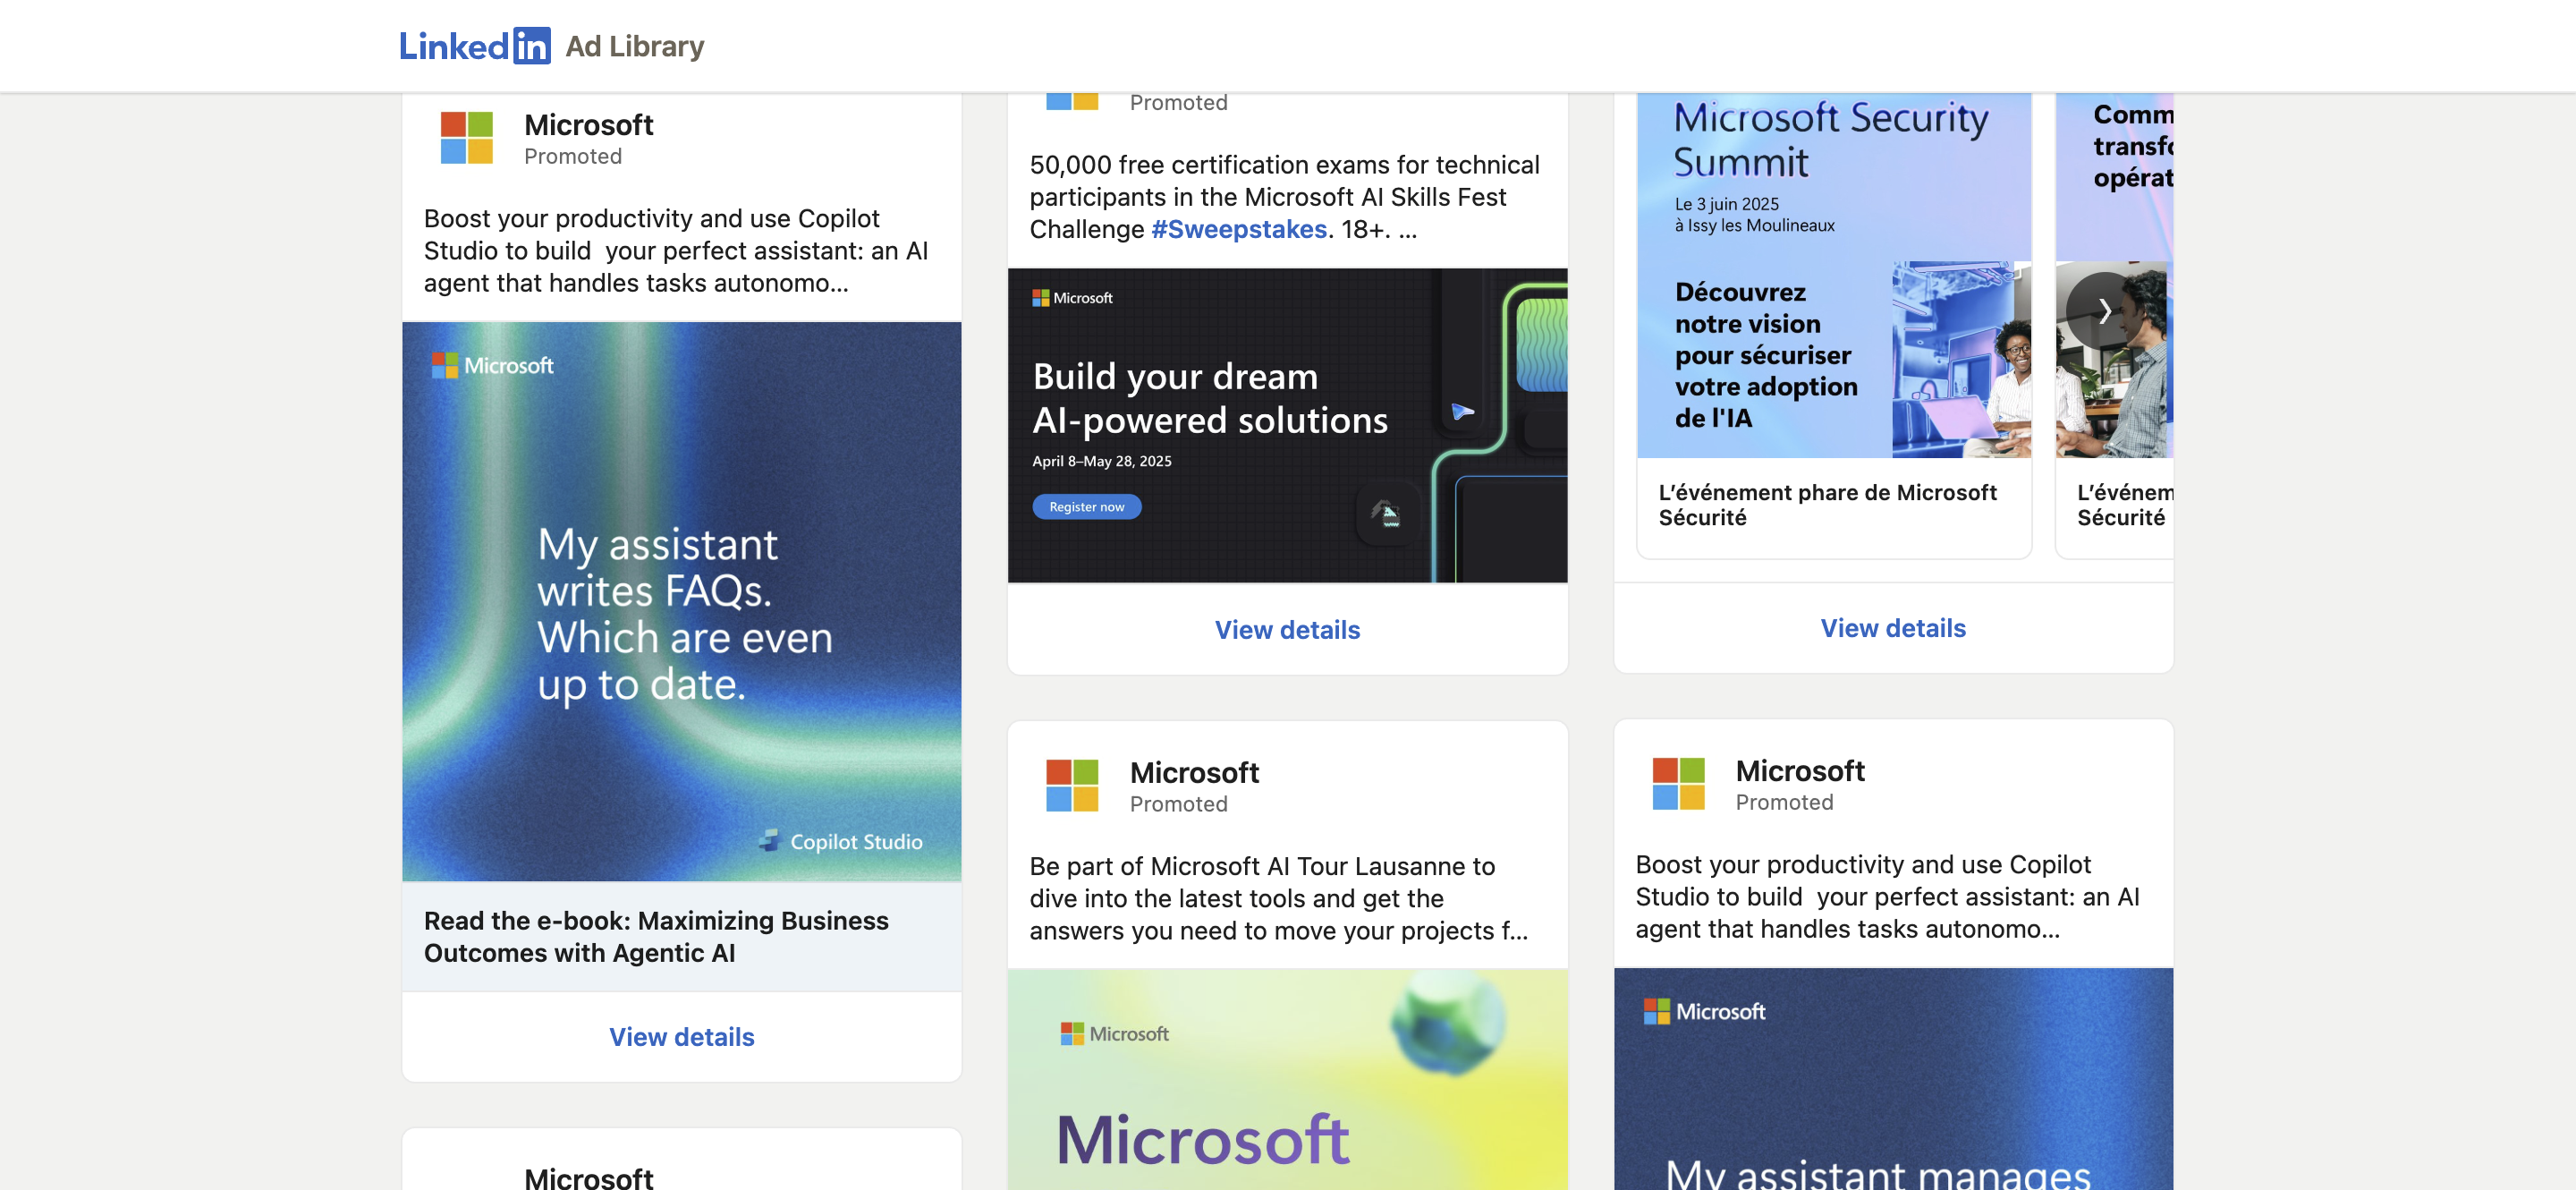 LinkedIn Ad Library
Microsoft
Promoted
Boost your productivity and use Copilot
Studio to build  your perfect assistant: an AI
agent that handles tasks autonomo...
Microsoft
My assistant
writes FAQs.
Which are even
up to date.
Copilot Studio
Read the e-book: Maximizing Business
Outcomes with Agentic AI
View details
Microsoft
Promoted
50,000 free certification exams for technical
participants in the Microsoft AI Skills Fest
Challenge #Sweepstakes. 18+. ...
Microsoft
Build your dream
AI-powered solutions
April 8–May 28, 2025
Register now
View details
Microsoft
Promoted
Be part of Microsoft AI Tour Lausanne to
dive into the latest tools and get the
answers you need to move your projects f...
Microsoft
Microsoft
Microsoft Security
Summit
Le 3 juin 2025
à Issy les Moulineaux
Découvrez
notre vision
pour sécuriser
votre adoption
de l'IA
L’événement phare de Microsoft
Sécurité
Comm
transfo
opérat
L’événem
Sécurité
View details
Microsoft
Promoted
Boost your productivity and use Copilot
Studio to build  your perfect assistant: an AI
agent that handles tasks autonomo...
Microsoft
My assistant manages